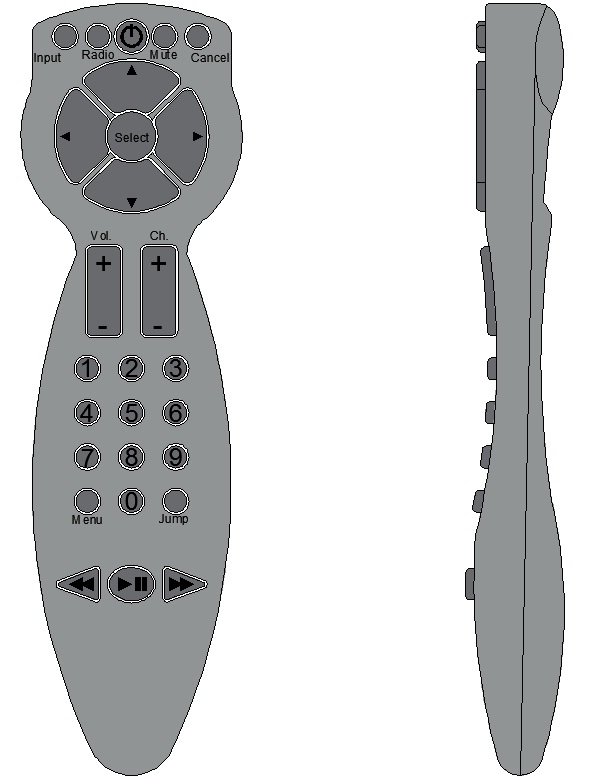 Input Radio Mute Cancel
Select
Vol. Ch.
+ +
- -
1 2 3
4 5 6
7 8 9
0
Menu Jump